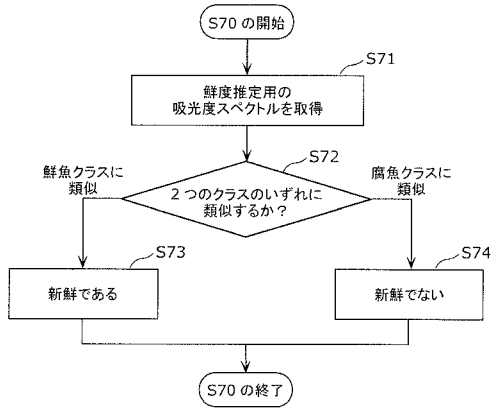 S70 の開始
S71
鮮度推定用の
吸光度スペクトルを取得
S72
鮮魚クラスに
類似
2つのクラスのいずれに
類似するか？
腐魚クラスに
類似
S73
新鮮である
S74
新鮮でない
S70 の終了